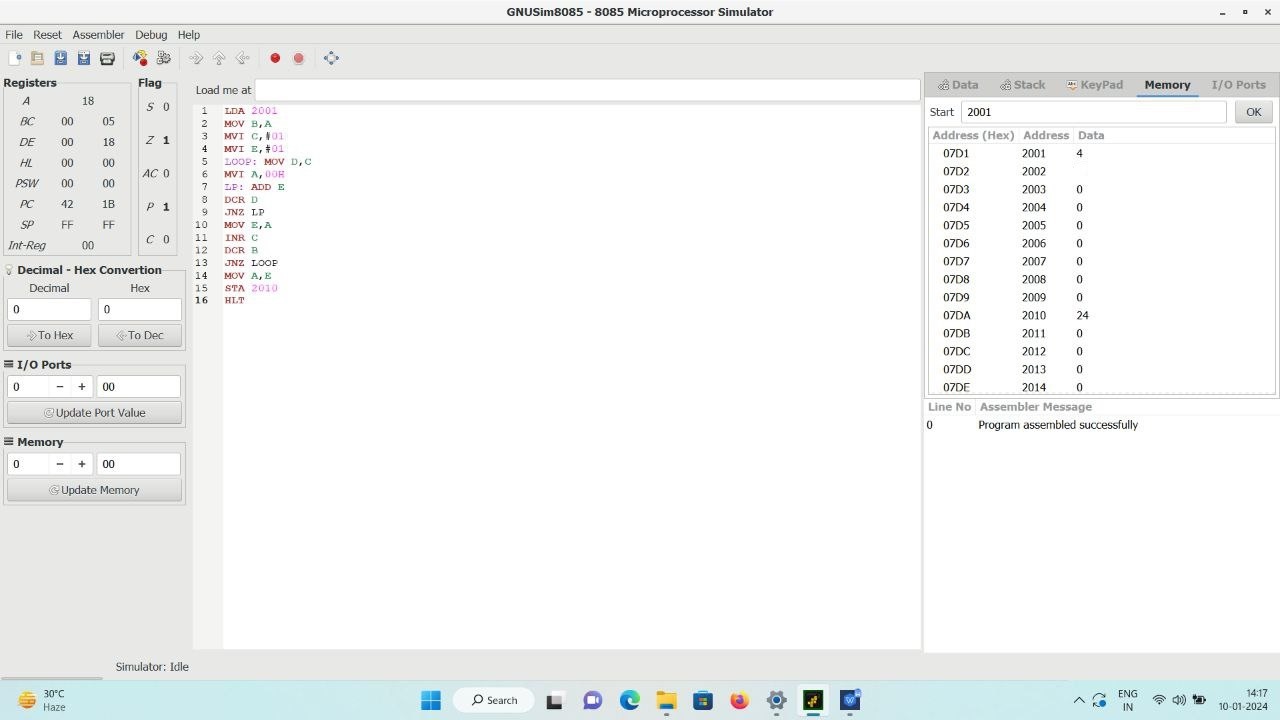 GNUSim8085 - 8085 Microprocessor Simulator
File Reset Assembler Debug Help
Registers
A 18
BC 00 05
DE 00 18
HL 00 00
PSW 00 00
PC 42 1B
SP FF FF
Int-Reg 00
Flag
S 0
Z 1
AC 0
P 1
C 0
Decimal - Hex Convertion
Decimal Hex
0 0
To Hex To Dec
I/O Ports
0 − + 00
Update Port Value
Memory
0 − + 00
Update Memory
Load me at
1 LDA 2001
2 MOV B,A
3 MVI C,#01
4 MVI E,#01
5 LOOP: MOV D,C
6 MVI A,00H
7 LP: ADD E
8 DCR D
9 JNZ LP
10 MOV E,A
11 INR C
12 DCR B
13 JNZ LOOP
14 MOV A,E
15 STA 2010
16 HLT
Data Stack KeyPad Memory I/O Ports
Start 2001 OK
Address (Hex) Address Data
07D1 2001 4
07D2 2002
07D3 2003 0
07D4 2004 0
07D5 2005 0
07D6 2006 0
07D7 2007 0
07D8 2008 0
07D9 2009 0
07DA 2010 24
07DB 2011 0
07DC 2012 0
07DD 2013 0
07DE 2014 0
Line No Assembler Message
0 Program assembled successfully
Simulator: Idle
30°C
Haze
Search
ENG
IN
14:17
10-01-2024